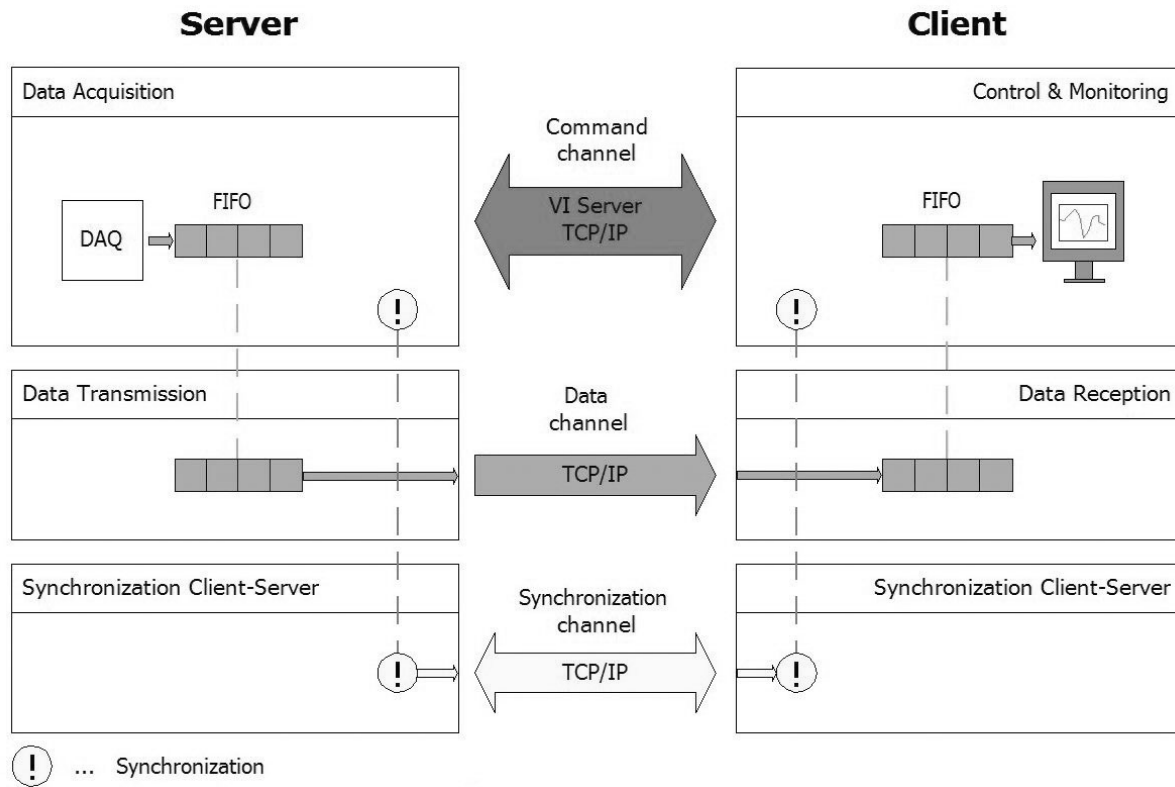 Server
Client
Data Acquisition
Control & Monitoring
Command
channel
FIFO
VI Server
FIFO
DAQ
TCP/IP
!
!
Data Transmission
Data
channel
Data Reception
TCP/IP
Synchronization Client-Server
Synchronization
channel
Synchronization Client-Server
!
TCP/IP
!
! ... Synchronization